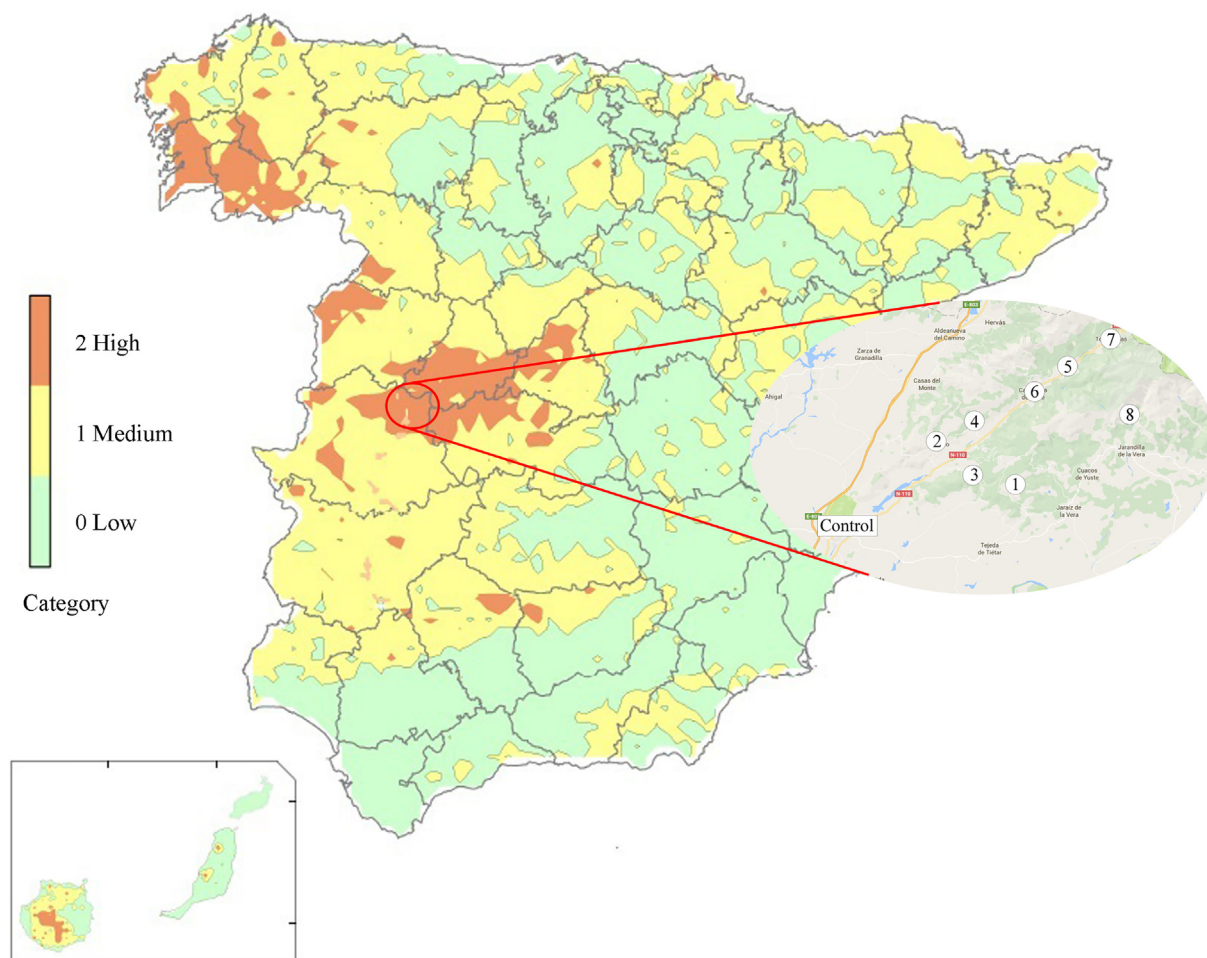 2 High
1 Medium
0 Low
Category
E-803
Hervás
Aldeanueva
del Camino
Zarza de
Granadilla
7
5
Casas del
Monte
6
Ahigal
8
4
2
Jarandilla
de la Vera
N-110
3
Cuacos
de Yuste
1
N-110
Jaraíz de
la Vera
Control
Tejeda
de Tiétar